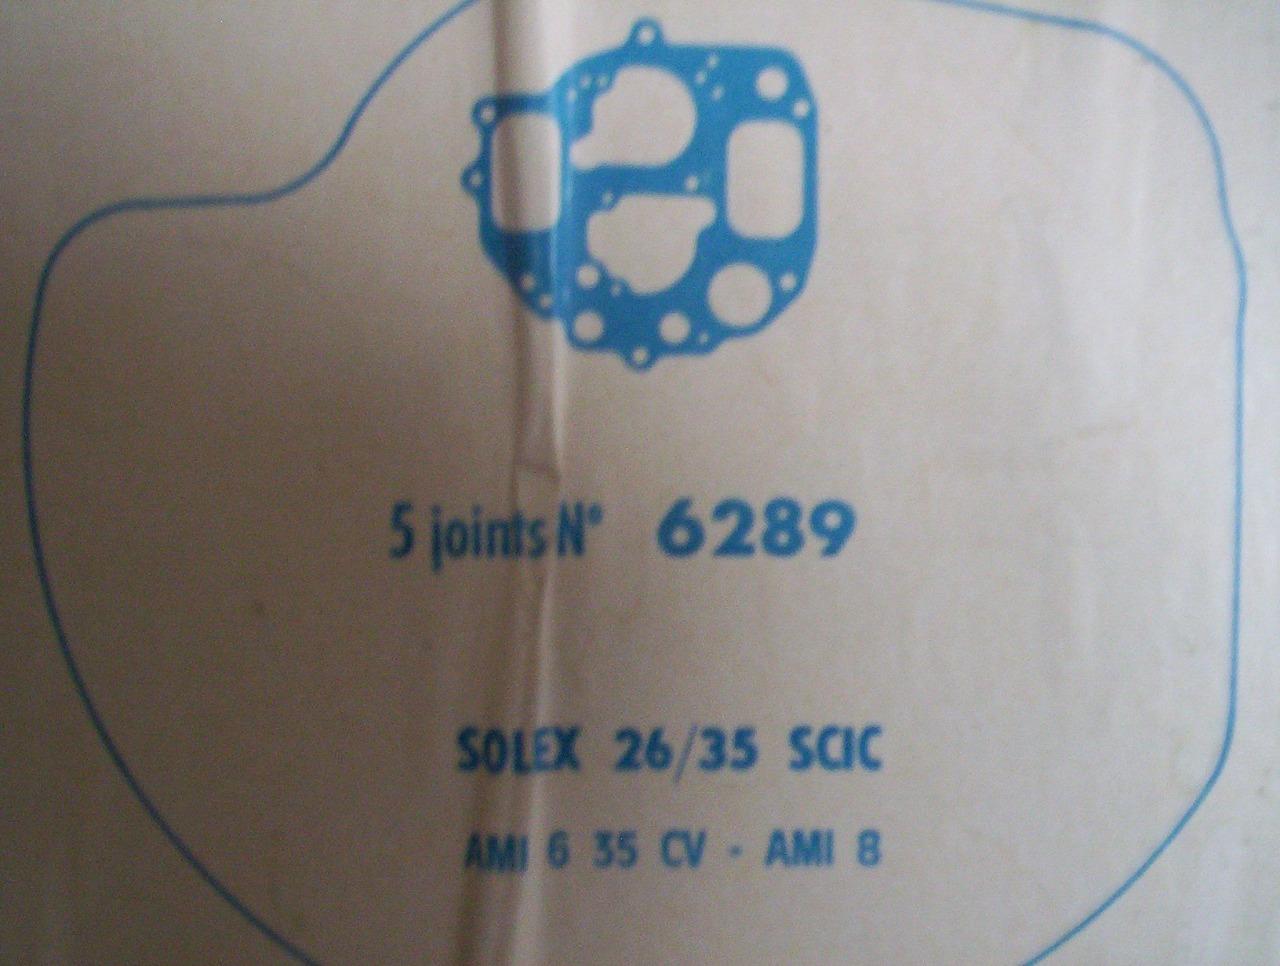 5 joints N° 6289
SOLEX 26/35 SCIC
AMI 6 35 CV - AMI 8